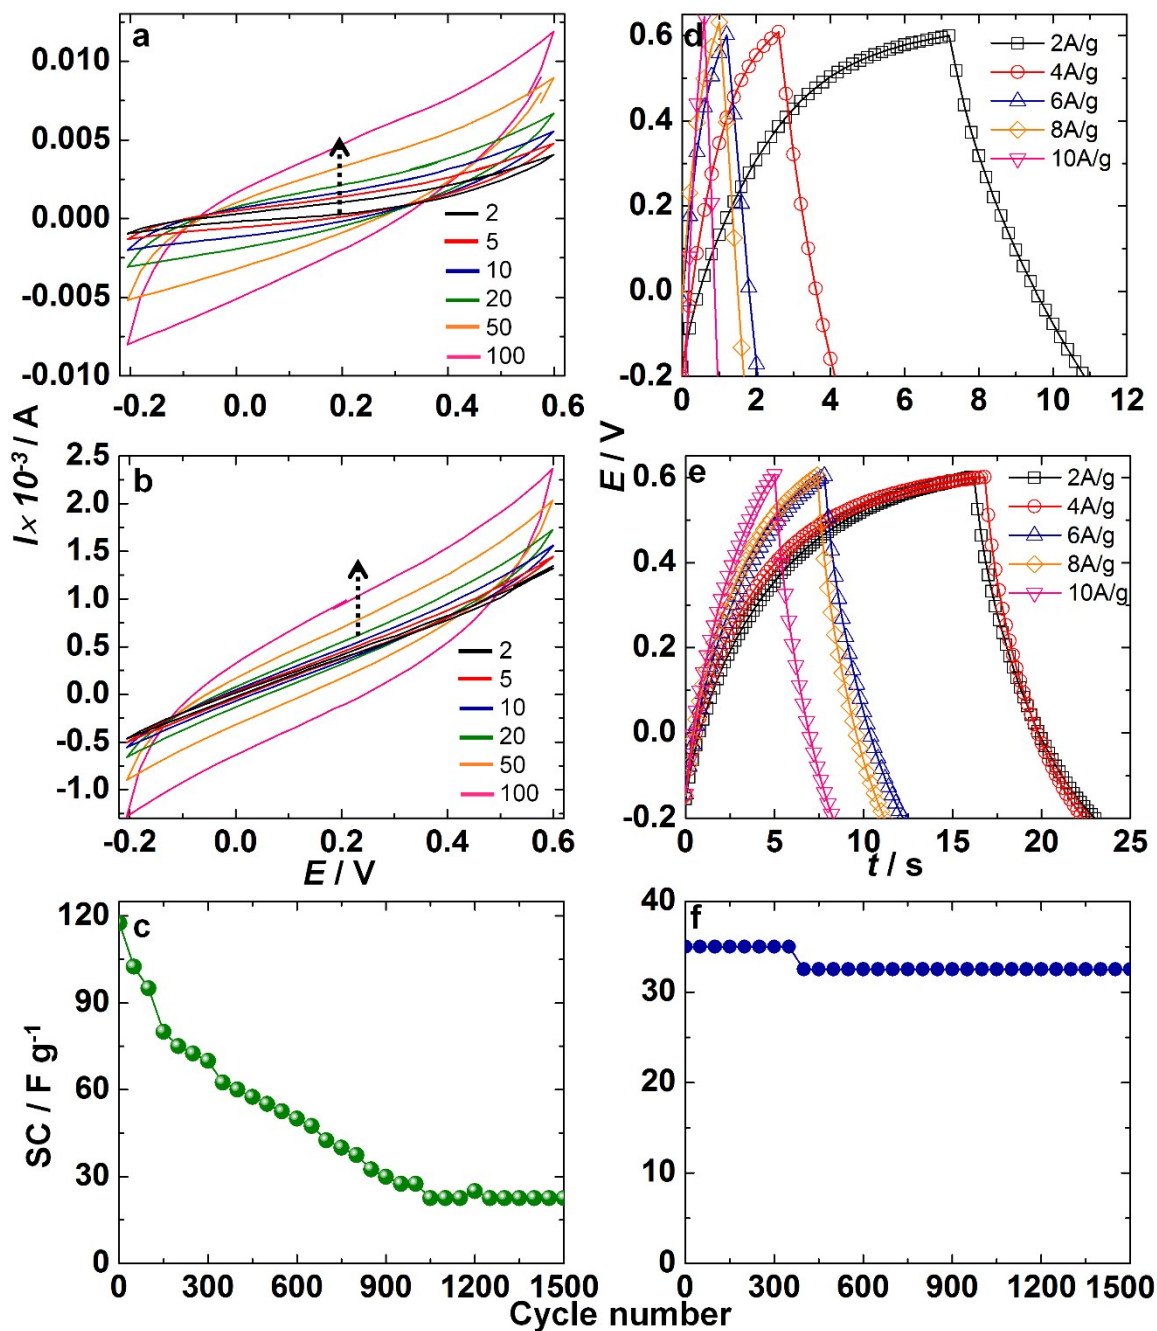 a
0.010
0.005
0.000
-0.005
-0.010
2
5
10
20
50
100
-0.2 0.0 0.2 0.4 0.6
d
0.6
0.4
0.2
0.0
-0.2
2A/g
4A/g
6A/g
8A/g
10A/g
0 2 4 6 8 10 12
I× 10⁻³ / A
E / V
b
2.5
2.0
1.5
1.0
0.5
0.0
-0.5
-1.0
2
5
10
20
50
100
-0.2 0.0 0.2 0.4 0.6
E / V
e
0.6
0.4
0.2
0.0
-0.2
2A/g
4A/g
6A/g
8A/g
10A/g
0 5 10 15 20 25
t / s
c
SC / F g⁻¹
120
90
60
30
0
0 300 600 900 1200 1500
f
40
35
30
25
20
0 300 600 900 1200 1500
Cycle number